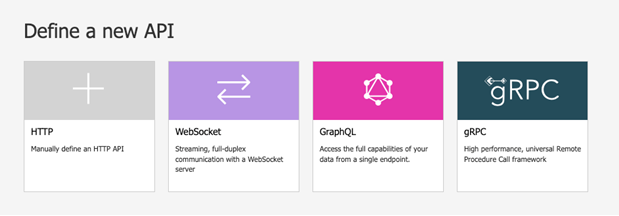 Define a new API
gRPC
HTTP
Manually define an HTTP API
WebSocket
Streaming, full-duplex
communication with a WebSocket
server
GraphQL
Access the full capabilities of your
data from a single endpoint.
gRPC
High performance, universal Remote
Procedure Call framework